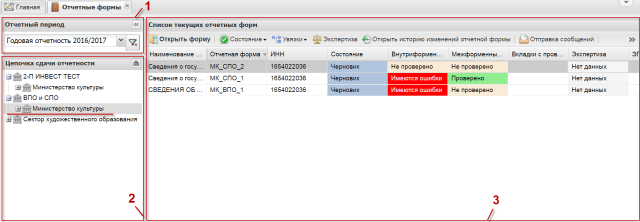 Главная
Отчетные формы
1
Отчетный период
Годовая отчетность 2016/2017
Цепочка сдачи отчетности
2-П ИНВЕСТ ТЕСТ
Министерство культуры
ВПО и СПО
Министерство культуры
Сектор художественного образования
2
Список текущих отчетных форм
Открыть форму Состояние Увязки Экспертиза Открыть историю изменений отчетной формы Отправка сообщений
Наименование ... Отчетная форма ИНН Состояние Внутриформен... Межформенны... Вкладки с пров... Экспертиза ЭГ
Сведения о госу... МК_СПО_2 1654022036 Черновик Не проверено Не проверено Нет данных
Сведения о госу... МК_СПО_1 1654022036 Черновик Имеются ошибки Проверено Нет данных
СВЕДЕНИЯ ОБ ... МК_ВПО_1 1654022036 Черновик Имеются ошибки Не проверено Нет данных
3